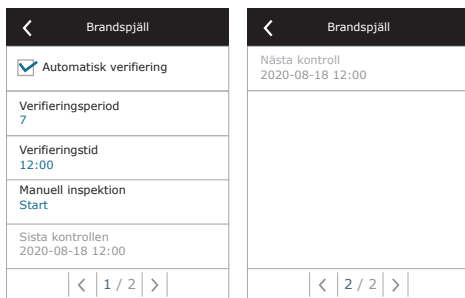 Brandspjäll
Automatisk verifiering
Verifieringsperiod
7
Verifieringstid
12:00
Manuell inspektion
Start
Sista kontrollen
2020-08-18 12:00
1 / 2
Brandspjäll
Nästa kontroll
2020-08-18 12:00
2 / 2